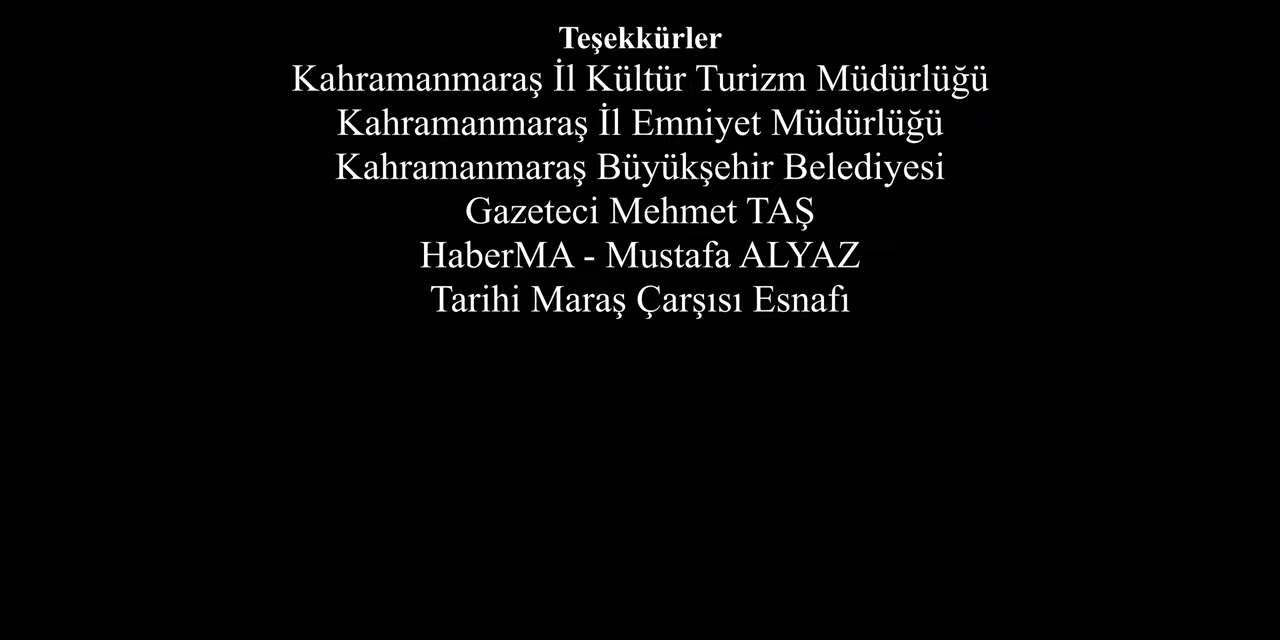 Teşekkürler
Kahramanmaraş İl Kültür Turizm Müdürlüğü
Kahramanmaraş İl Emniyet Müdürlüğü
Kahramanmaraş Büyükşehir Belediyesi
Gazeteci Mehmet TAŞ
HaberMA - Mustafa ALYAZ
Tarihi Maraş Çarşısı Esnafı